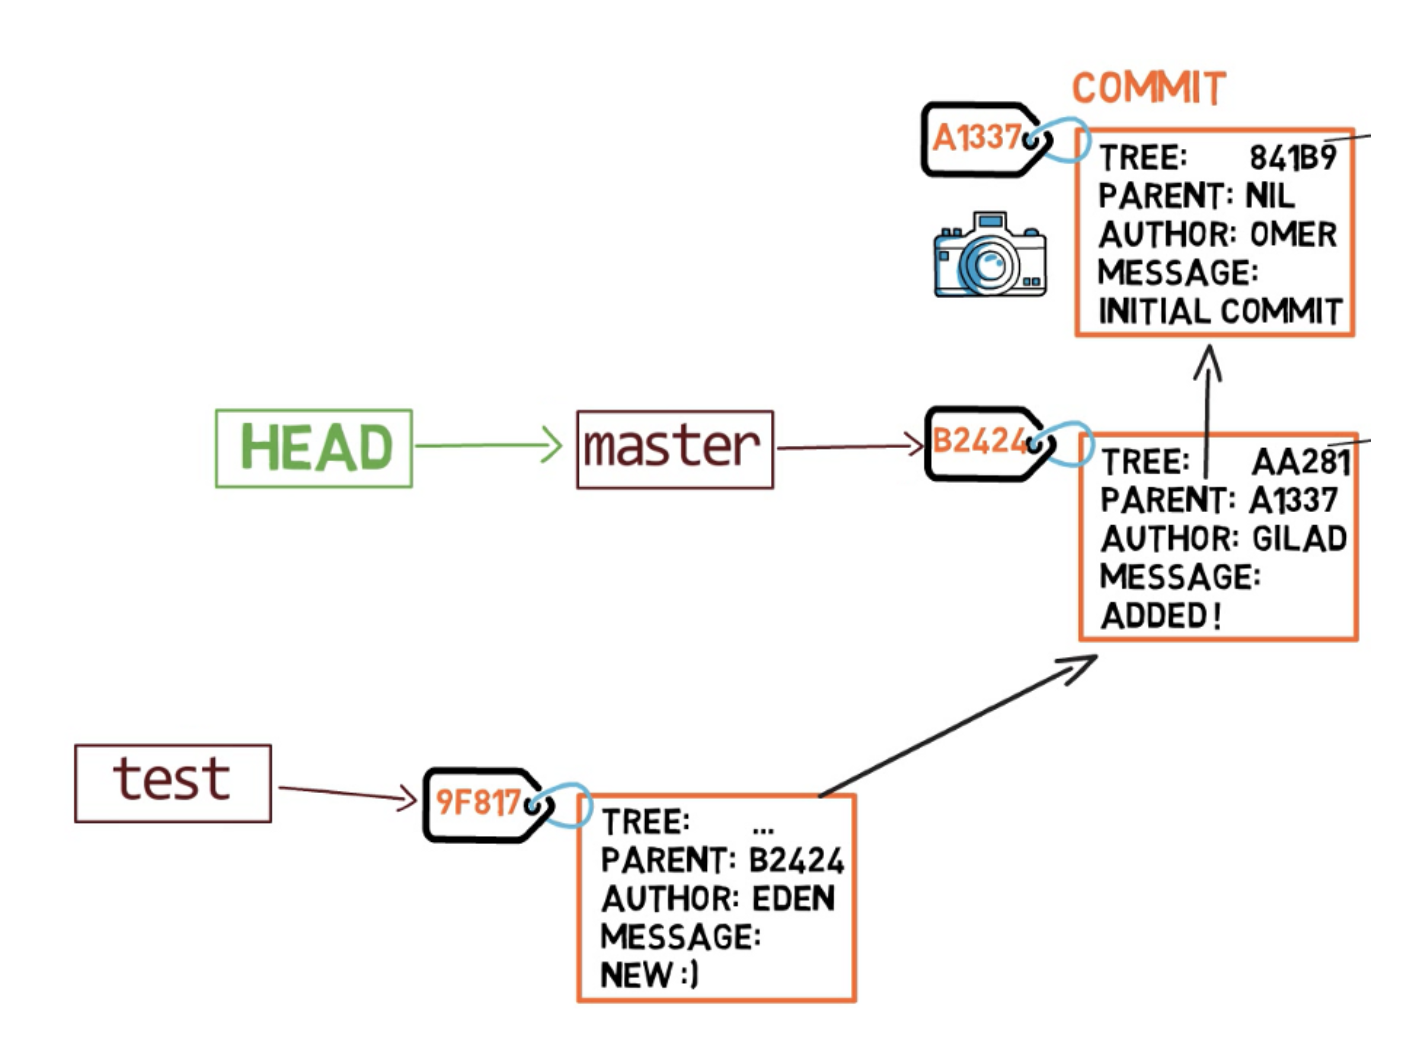 COMMIT
A1337
TREE: 841B9
PARENT: NIL
AUTHOR: OMER
MESSAGE:
INITIAL COMMIT
HEAD
master
B2424
TREE: AA281
PARENT: A1337
AUTHOR: GILAD
MESSAGE:
ADDED!
test
9F817
TREE: ...
PARENT: B2424
AUTHOR: EDEN
MESSAGE:
NEW :)